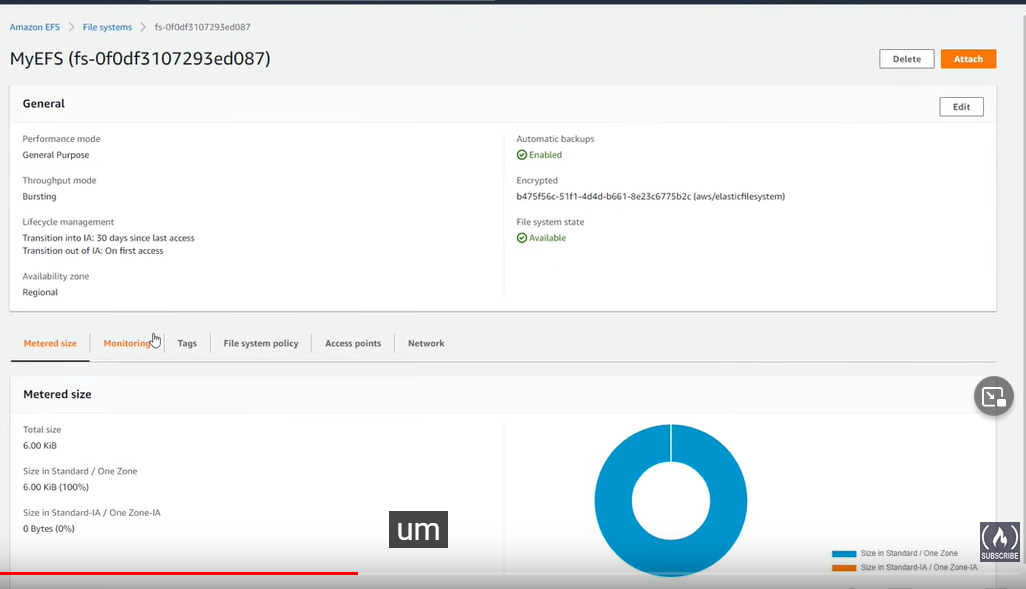 Amazon EFS > File systems > fs-0f0df3107293ed087
MyEFS (fs-0f0df3107293ed087)
Delete
Attach
General
Edit
Performance mode
General Purpose
Throughput mode
Bursting
Lifecycle management
Transition into IA: 30 days since last access
Transition out of IA: On first access
Availability zone
Regional
Automatic backups
Enabled
Encrypted
b475f56c-51f1-4d4d-b661-8e23c6775b2c (aws/elasticfilesystem)
File system state
Available
Metered size
Monitoring
Tags
File system policy
Access points
Network
Metered size
Total size
6.00 KiB
Size in Standard / One Zone
6.00 KiB (100%)
Size in Standard-IA / One Zone-IA
0 Bytes (0%)
Size in Standard / One Zone
Size in Standard-IA / One Zone-IA
um
SUBSCRIBE